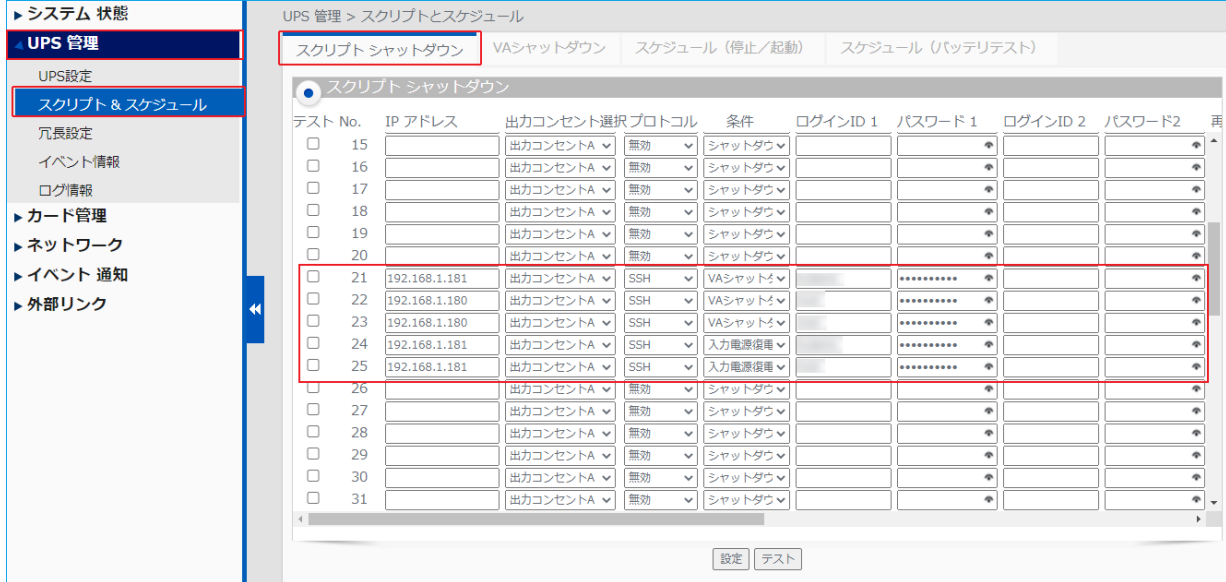 システム 状態
UPS 管理
UPS設定
スクリプト & スケジュール
冗長設定
イベント情報
ログ情報
カード管理
ネットワーク
イベント 通知
外部リンク
UPS 管理 > スクリプトとスケジュール
スクリプト シャットダウン VAシャットダウン スケジュール（停止／起動） スケジュール（バッテリテスト）
スクリプト シャットダウン
テスト No. IP アドレス 出力コンセント選択 プロトコル 条件 ログインID 1 パスワード 1 ログインID 2 パスワード2 再
15 出力コンセントA 無効 シャットダウ
16 出力コンセントA 無効 シャットダウ
17 出力コンセントA 無効 シャットダウ
18 出力コンセントA 無効 シャットダウ
19 出力コンセントA 無効 シャットダウ
20 出力コンセントA 無効 シャットダウ
21 192.168.1.181 出力コンセントA SSH VAシャット
22 192.168.1.180 出力コンセントA SSH VAシャット
23 192.168.1.180 出力コンセントA SSH VAシャット
24 192.168.1.181 出力コンセントA SSH 入力電源復電
25 192.168.1.181 出力コンセントA SSH 入力電源復電
26 出力コンセントA 無効 シャットダウ
27 出力コンセントA 無効 シャットダウ
28 出力コンセントA 無効 シャットダウ
29 出力コンセントA 無効 シャットダウ
30 出力コンセントA 無効 シャットダウ
31 出力コンセントA 無効 シャットダウ
設定 テスト